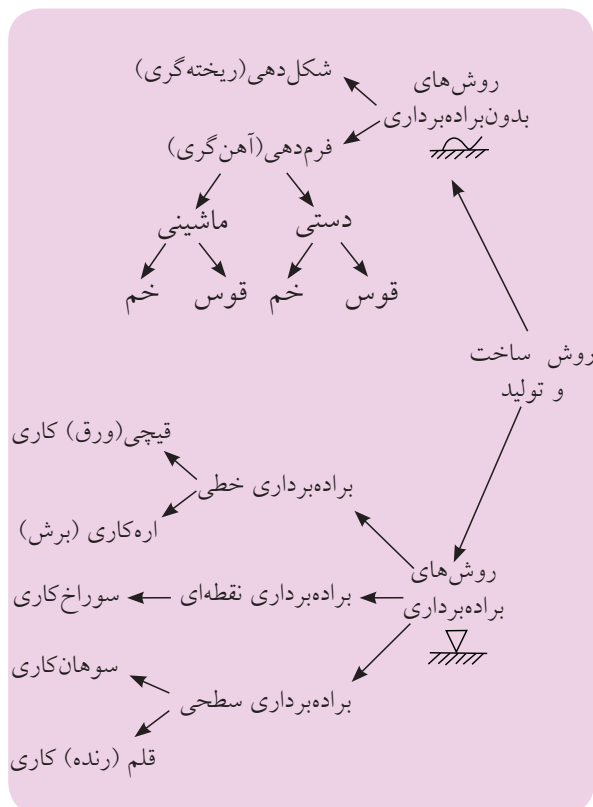 شکل‌دهی(ریخته‌گری)
روش‌های
بدون‌براده‌برداری
فرم‌دهی(آهن‌گری)
دستی
ماشینی
قوس
خم
قوس
خم
روش ساخت
و تولید
قیچی(ورق) کاری
براده‌برداری خطی
اره‌کاری (برش)
روش‌های
براده‌برداری
براده‌برداری نقطه‌ای
سوراخ‌کاری
سوهان‌کاری
براده‌برداری سطحی
قلم (رنده) کاری